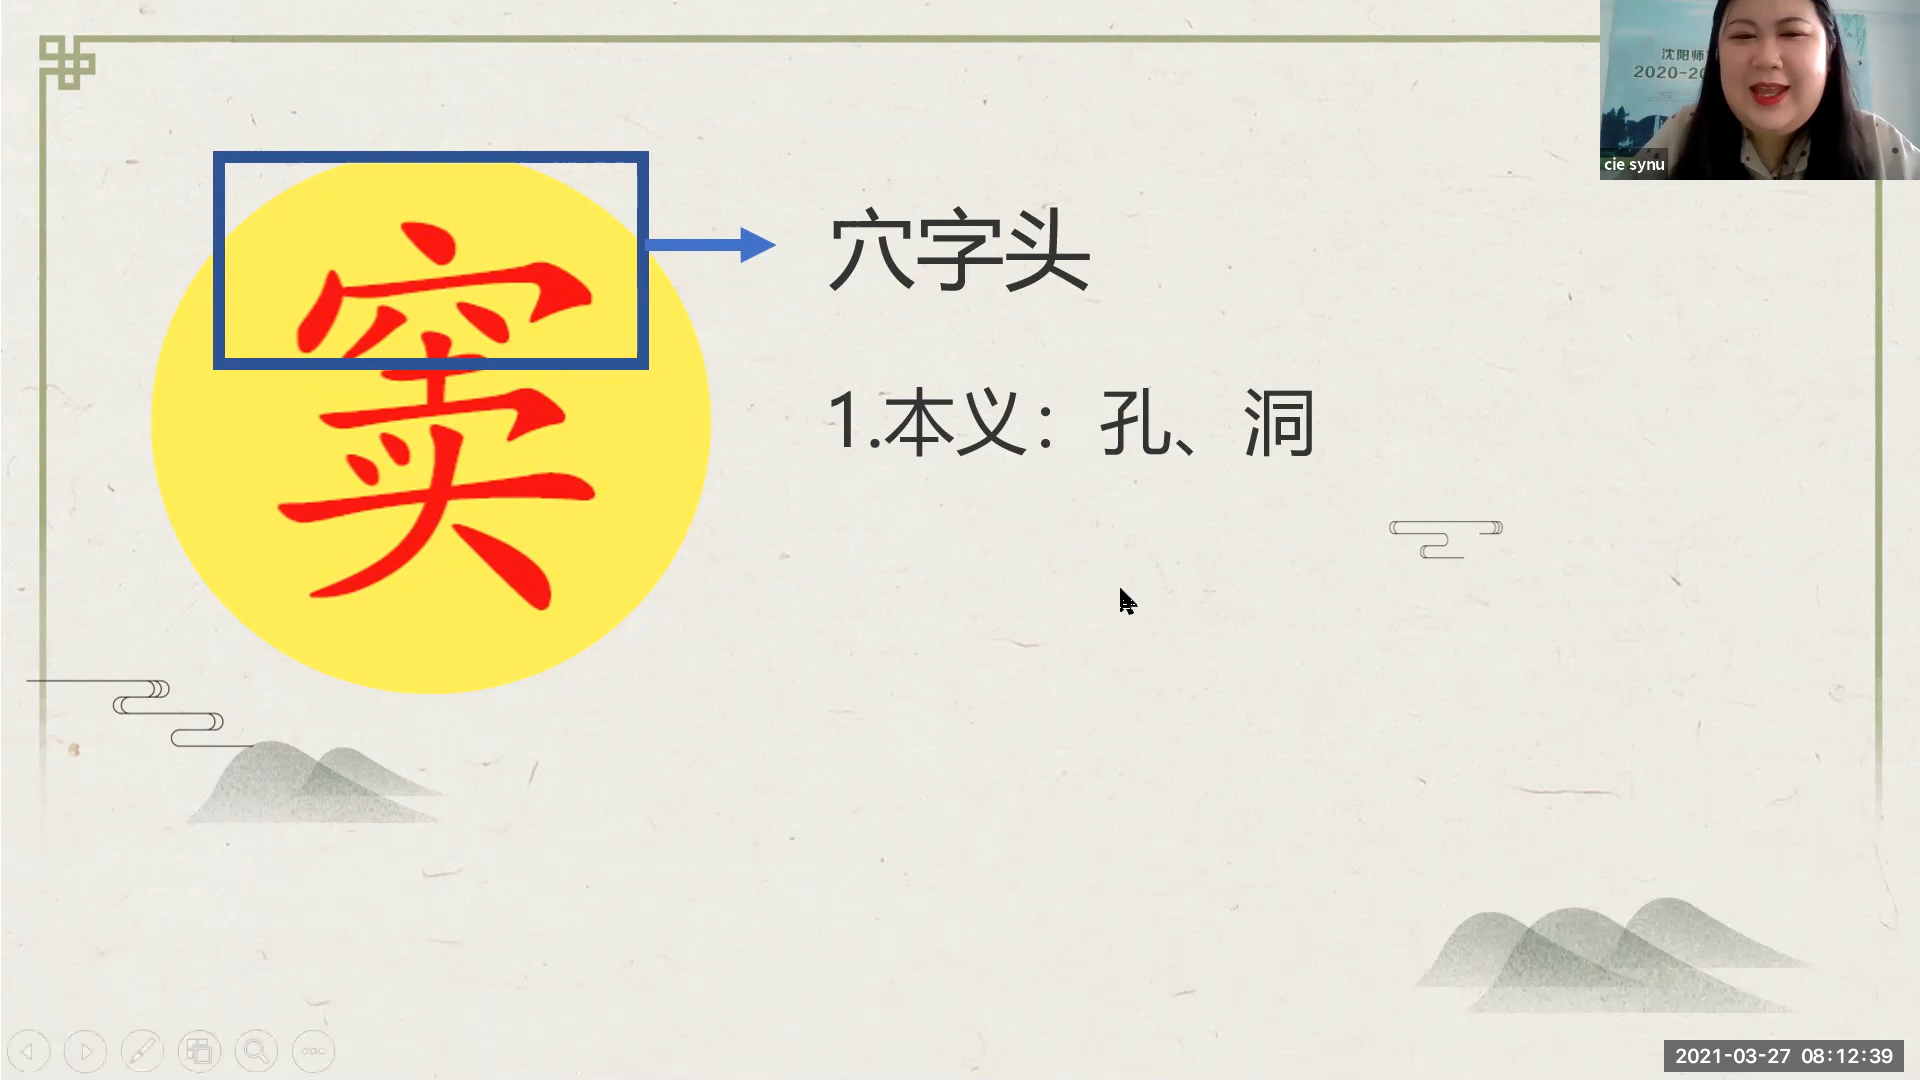 沈阳师
2020-20
cie synu
窦
穴字头
1.本义：孔、洞
2021-03-27 08:12:39